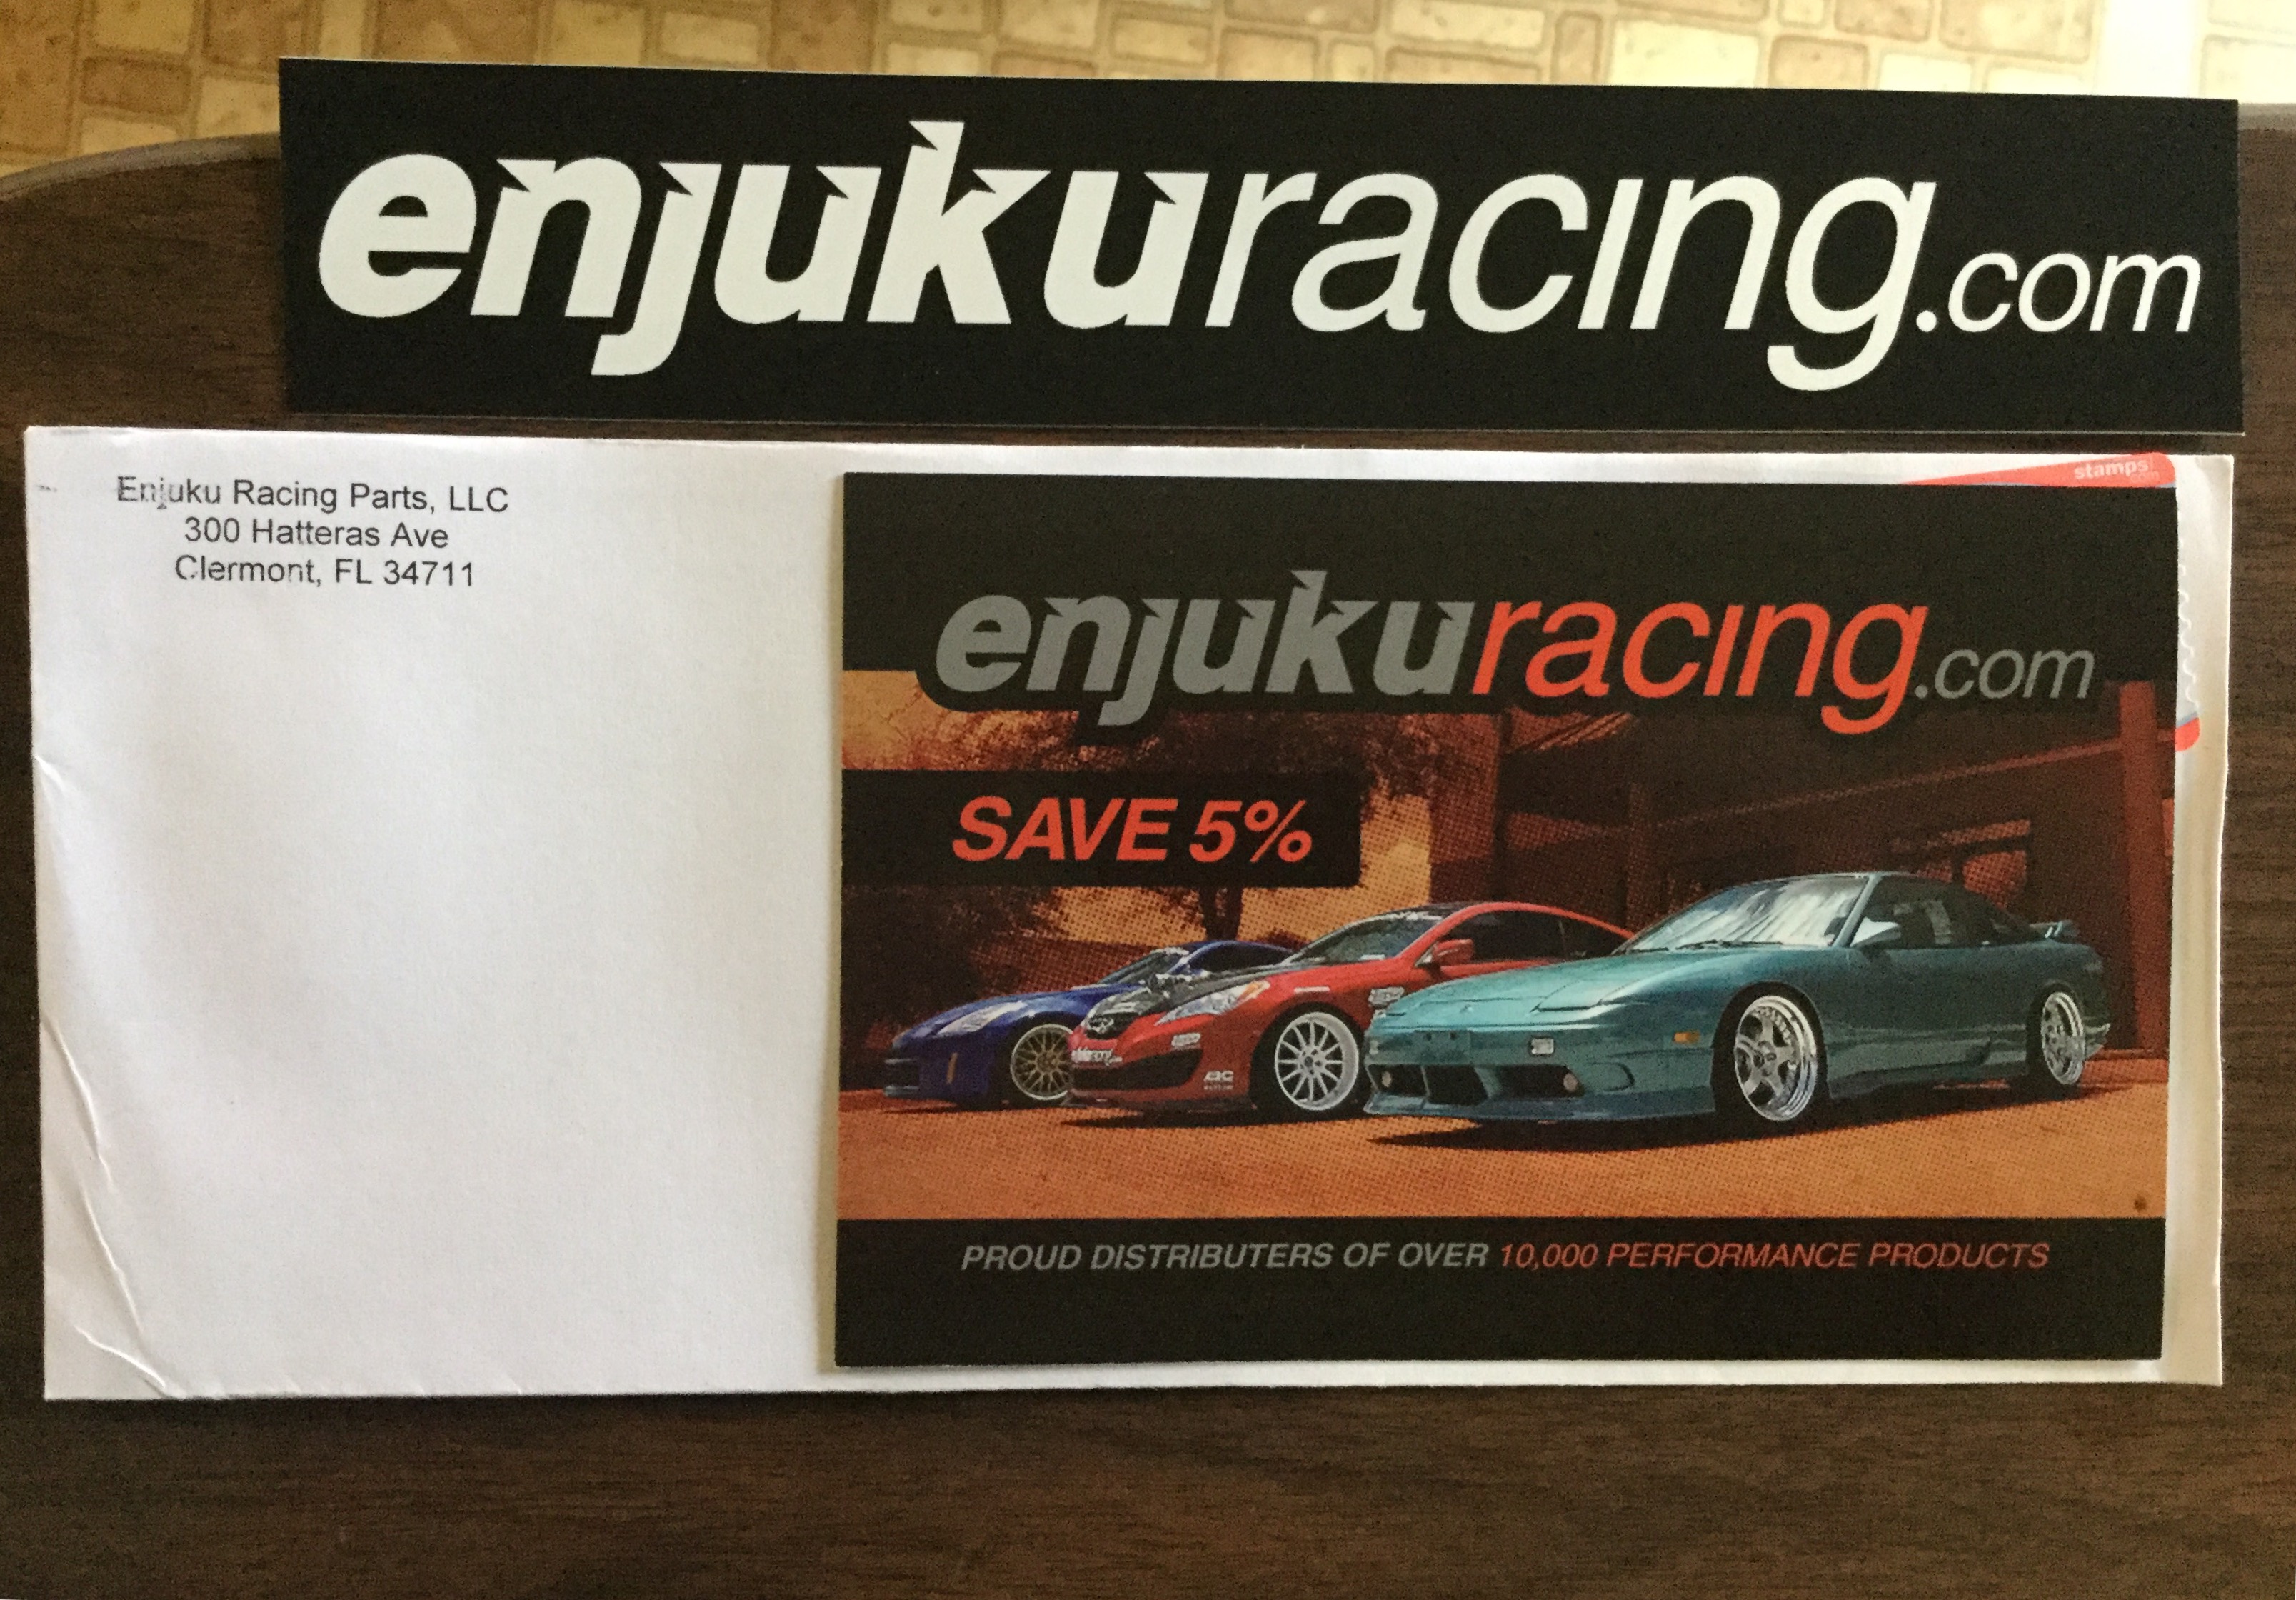 enjukuracing.com
Enjuku Racing Parts, LLC
300 Hatteras Ave
Clermont, FL 34711
stamps
enjukuracing.com
SAVE 5%
PROUD DISTRIBUTERS OF OVER 10,000 PERFORMANCE PRODUCTS